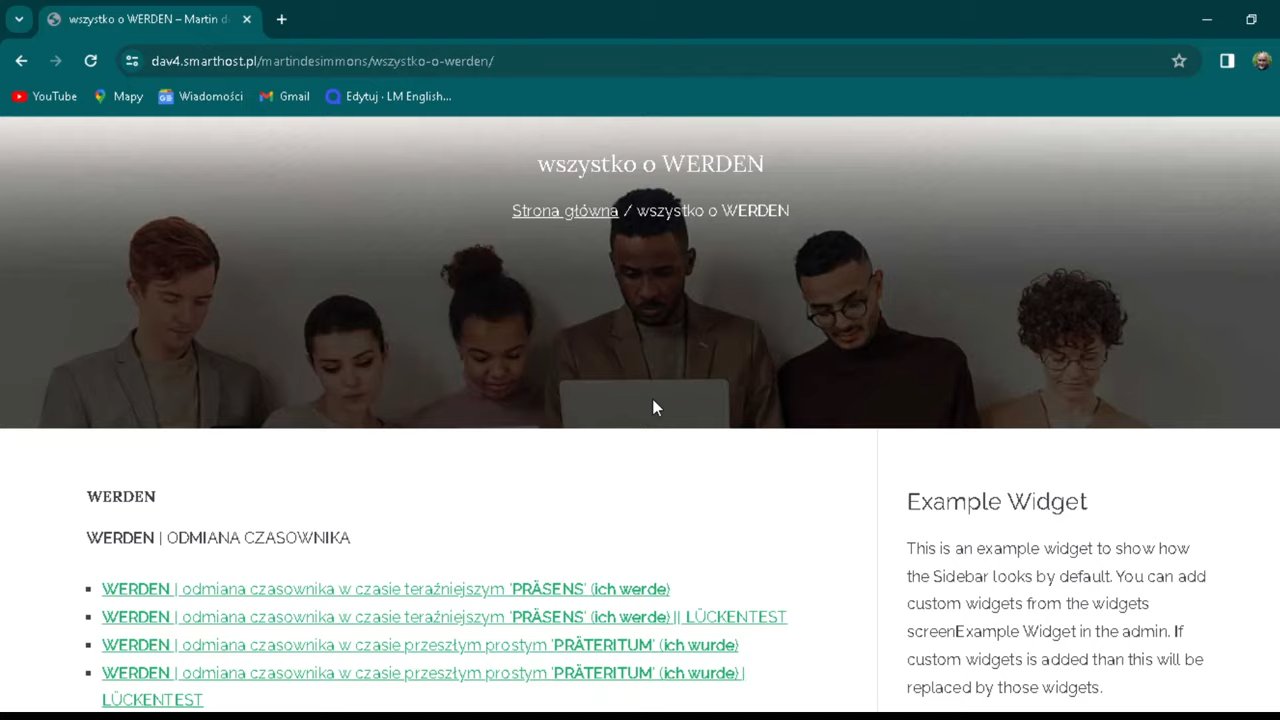 wszystko o WERDEN – Martin d
dav4.smarthost.pl/martindesimmons/wszystko-o-werden/
YouTube Mapy Wiadomości Gmail Edytuj · LM English...
wszystko o WERDEN
Strona główna / wszystko o WERDEN
WERDEN
WERDEN | ODMIANA CZASOWNIKA
WERDEN | odmiana czasownika w czasie teraźniejszym 'PRÄSENS' (ich werde)
WERDEN | odmiana czasownika w czasie teraźniejszym 'PRÄSENS' (ich werde) || LÜCKENTEST
WERDEN | odmiana czasownika w czasie przeszłym prostym 'PRÄTERITUM' (ich wurde)
WERDEN | odmiana czasownika w czasie przeszłym prostym 'PRÄTERITUM' (ich wurde) |
LÜCKENTEST
Example Widget
This is an example widget to show how
the Sidebar looks by default. You can add
custom widgets from the widgets
screenExample Widget in the admin. If
custom widgets is added than this will be
replaced by those widgets.